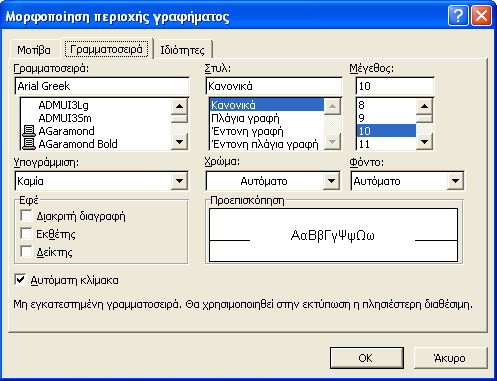 Μορφοποίηση περιοχής γραφήματος
Μοτίβα Γραμματοσειρά Ιδιότητες
Γραμματοσειρά: Στυλ: Μέγεθος:
Arial Greek Κανονικά 10
ADMUI3Lg Κανονικά 8
ADMUI3Sm Πλάγια γραφή 9
AGaramond Έντονη γραφή 10
AGaramond Bold Έντονη πλάγια γραφή 11
Υπογράμμιση: Χρώμα: Φόντο:
Καμία Αυτόματο Αυτόματο
Εφέ Προεπισκόπηση
Διακριτή διαγραφή
Εκθέτης ΑαΒβΓγΨψΩω
Δείκτης
Αυτόματη κλίμακα
Μη εγκατεστημένη γραμματοσειρά. Θα χρησιμοποιηθεί στην εκτύπωση η πλησιέστερη διαθέσιμη.
OK Άκυρο